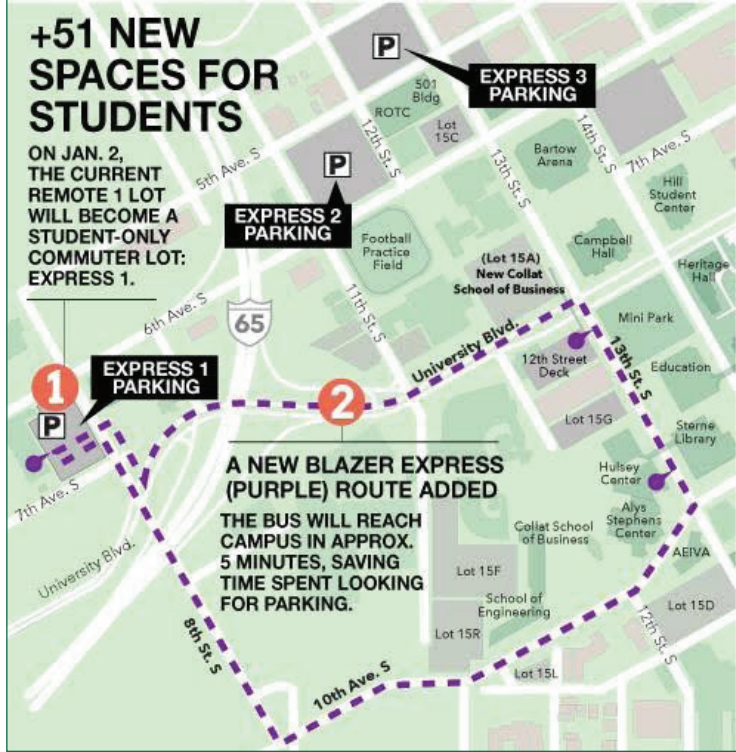 +51 NEW
SPACES FOR
STUDENTS
ON JAN. 2,
THE CURRENT
REMOTE 1 LOT
WILL BECOME A
STUDENT-ONLY
COMMUTER LOT:
EXPRESS 1.
P
EXPRESS 3
PARKING
501
Bldg
ROTC
Lot
15C
12th St. S
14th St. S
7th Ave. S
5th Ave. S
P
Bartow
Arena
13th St. S
Hill
Student
Center
EXPRESS 2
PARKING
Football
Practice
Field
(Lot 15A)
New Collat
School of Business
Campbell
Hall
Heritage
Hall
11th St. S
6th Ave. S
65
University Blvd.
Mini Park
12th Street
Deck
13th St. S
Education
1
EXPRESS 1
PARKING
P
2
Lot 15G
Sterne
Library
A NEW BLAZER EXPRESS
(PURPLE) ROUTE ADDED
THE BUS WILL REACH
CAMPUS IN APPROX.
5 MINUTES, SAVING
TIME SPENT LOOKING
FOR PARKING.
Hulsey
Center
7th Ave. S
Alys
Stephens
Center
Collat School
of Business
AEIVA
University Blvd.
Lot 15F
School of
Engineering
Lot 15D
12th St. S
8th St. S
Lot 15R
10th Ave. S
Lot 15L